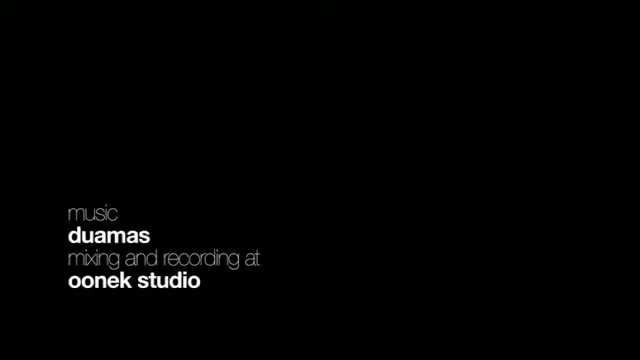 music
duamas
mixing and recording at
oonek studio